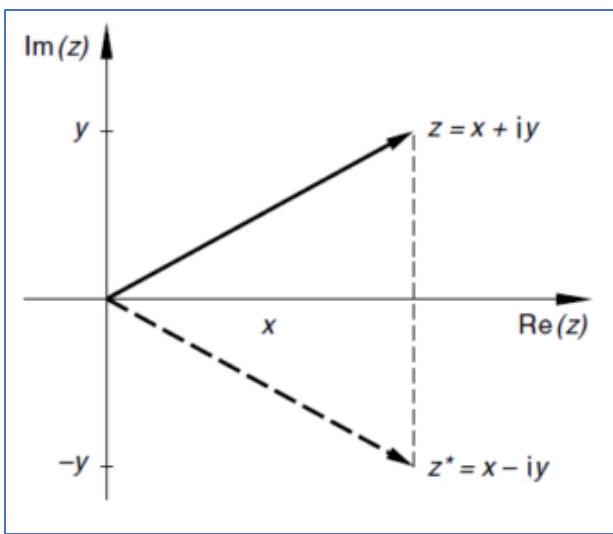 Im(z)
y
z = x + iy
x
Re(z)
–y
z* = x – iy